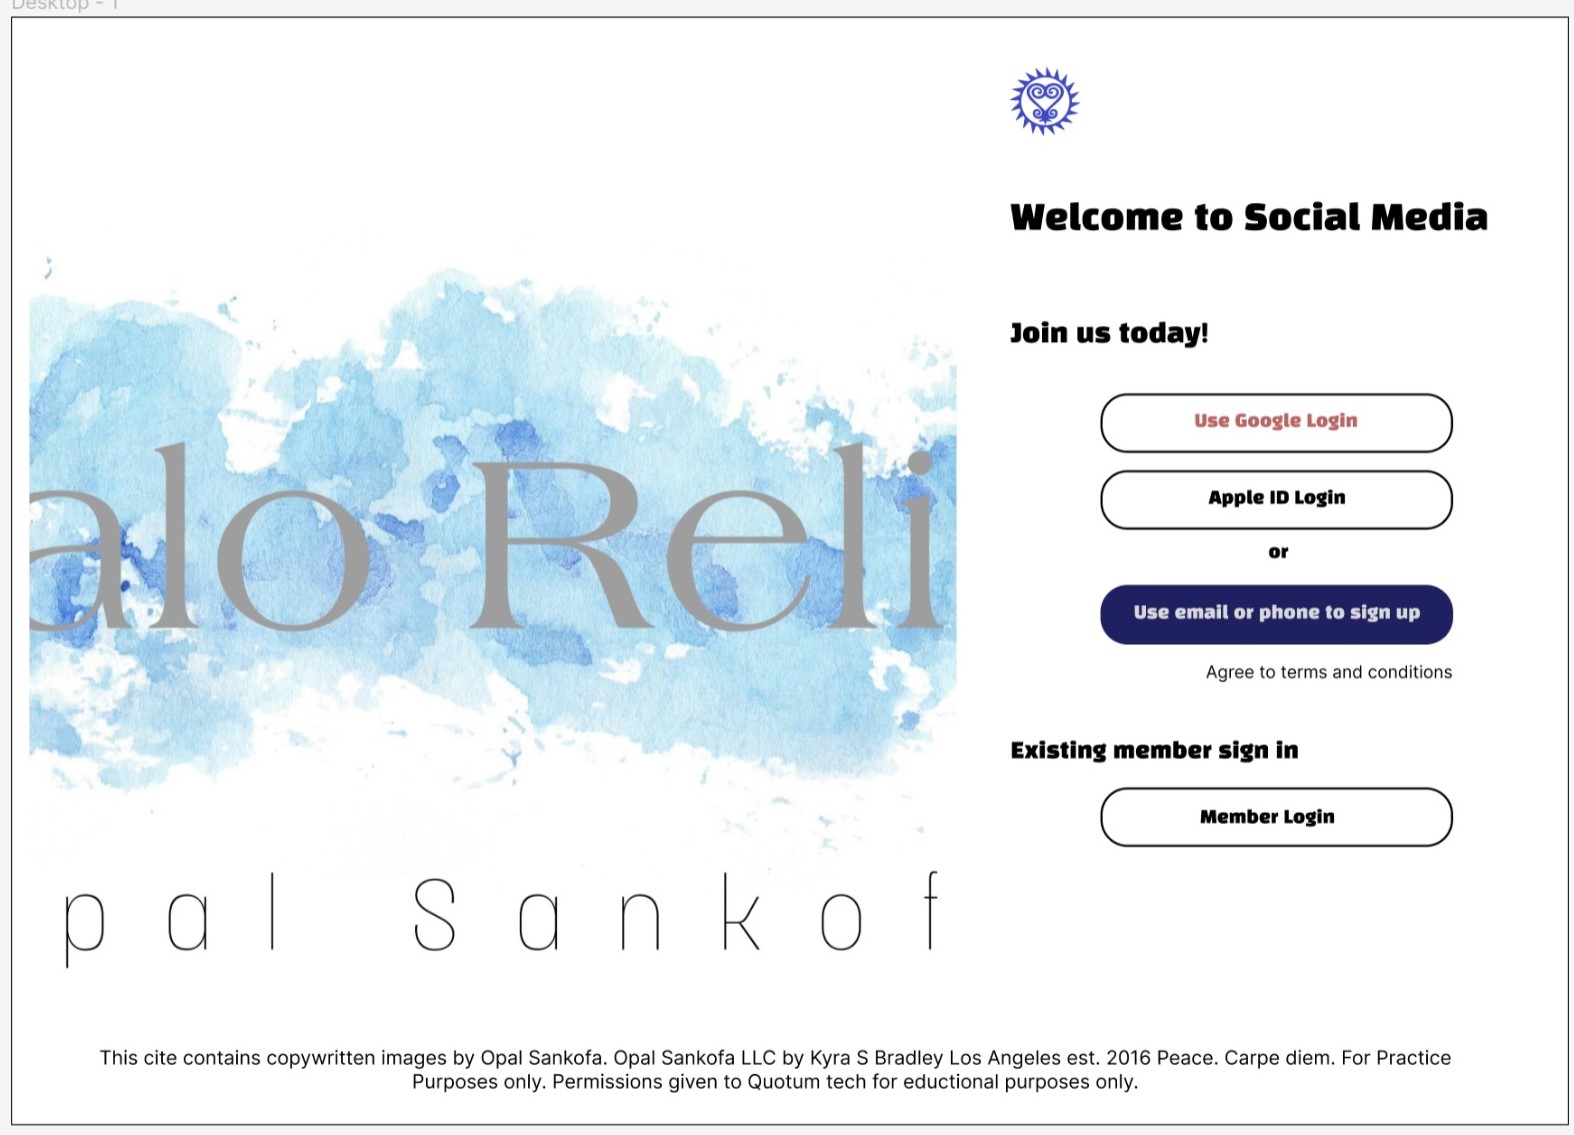 Desktop - 1
Welcome to Social Media
Join us today!
Use Google Login
Apple ID Login
or
Use email or phone to sign up
Agree to terms and conditions
Existing member sign in
Member Login
alo Reli
pal Sankof
This cite contains copywritten images by Opal Sankofa. Opal Sankofa LLC by Kyra S Bradley Los Angeles est. 2016 Peace. Carpe diem. For Practice
Purposes only. Permissions given to Quotum tech for eductional purposes only.